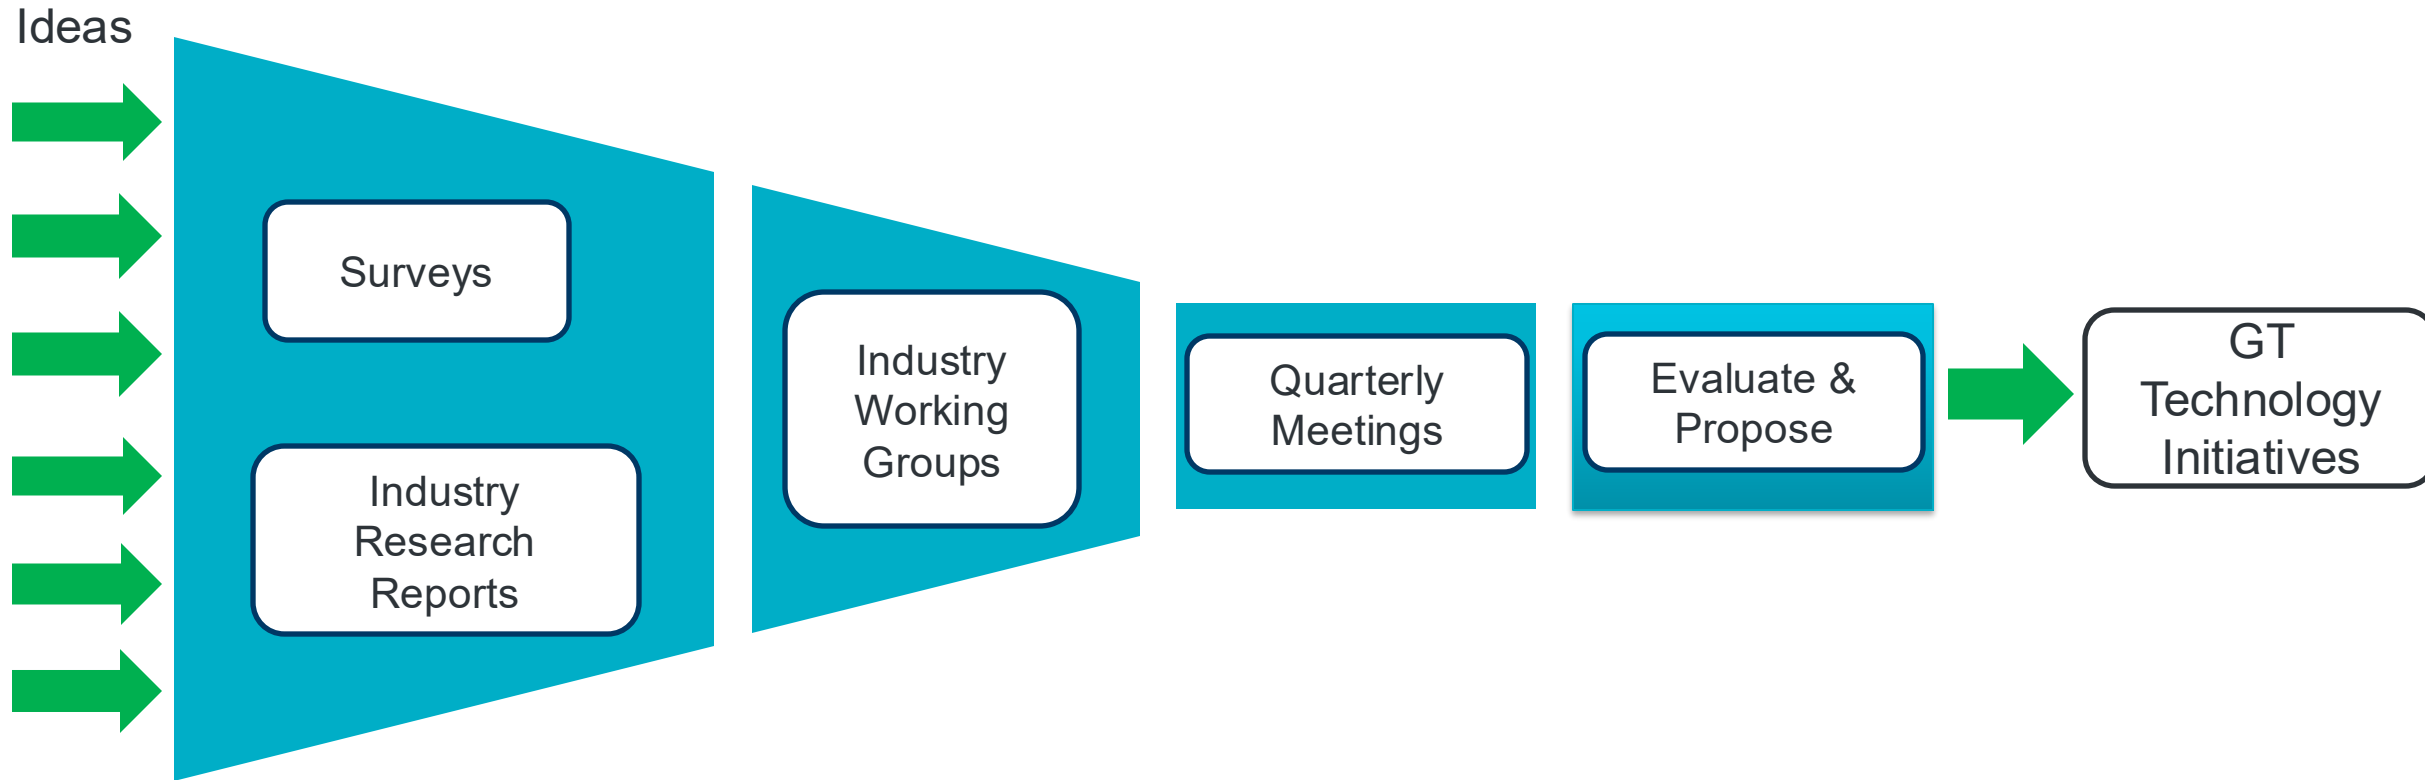 Ideas
Surveys
Industry
Research
Reports
Industry
Working
Groups
Quarterly
Meetings
Evaluate &
Propose
GT
Technology
Initiatives